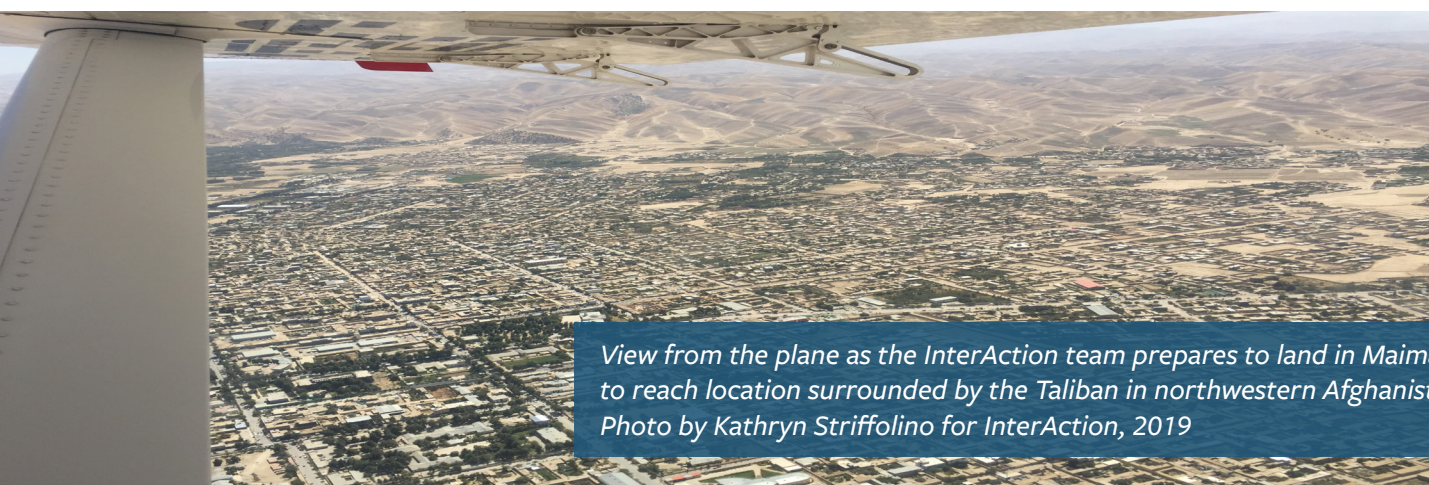 View from the plane as the InterAction team prepares to land in
to reach location surrounded by the Taliban in northwestern
Photo by Kathryn Striffolino for InterAction, 2019